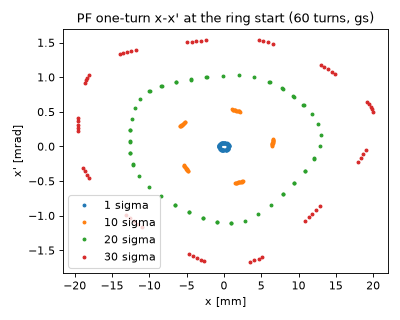 PF one-turn x-x' at the ring start (60 turns, gs)
x' [mrad]
1.5
1.0
0.5
0.0
−0.5
−1.0
−1.5
1 sigma
10 sigma
20 sigma
30 sigma
−20 −15 −10 −5 0 5 10 15 20
x [mm]